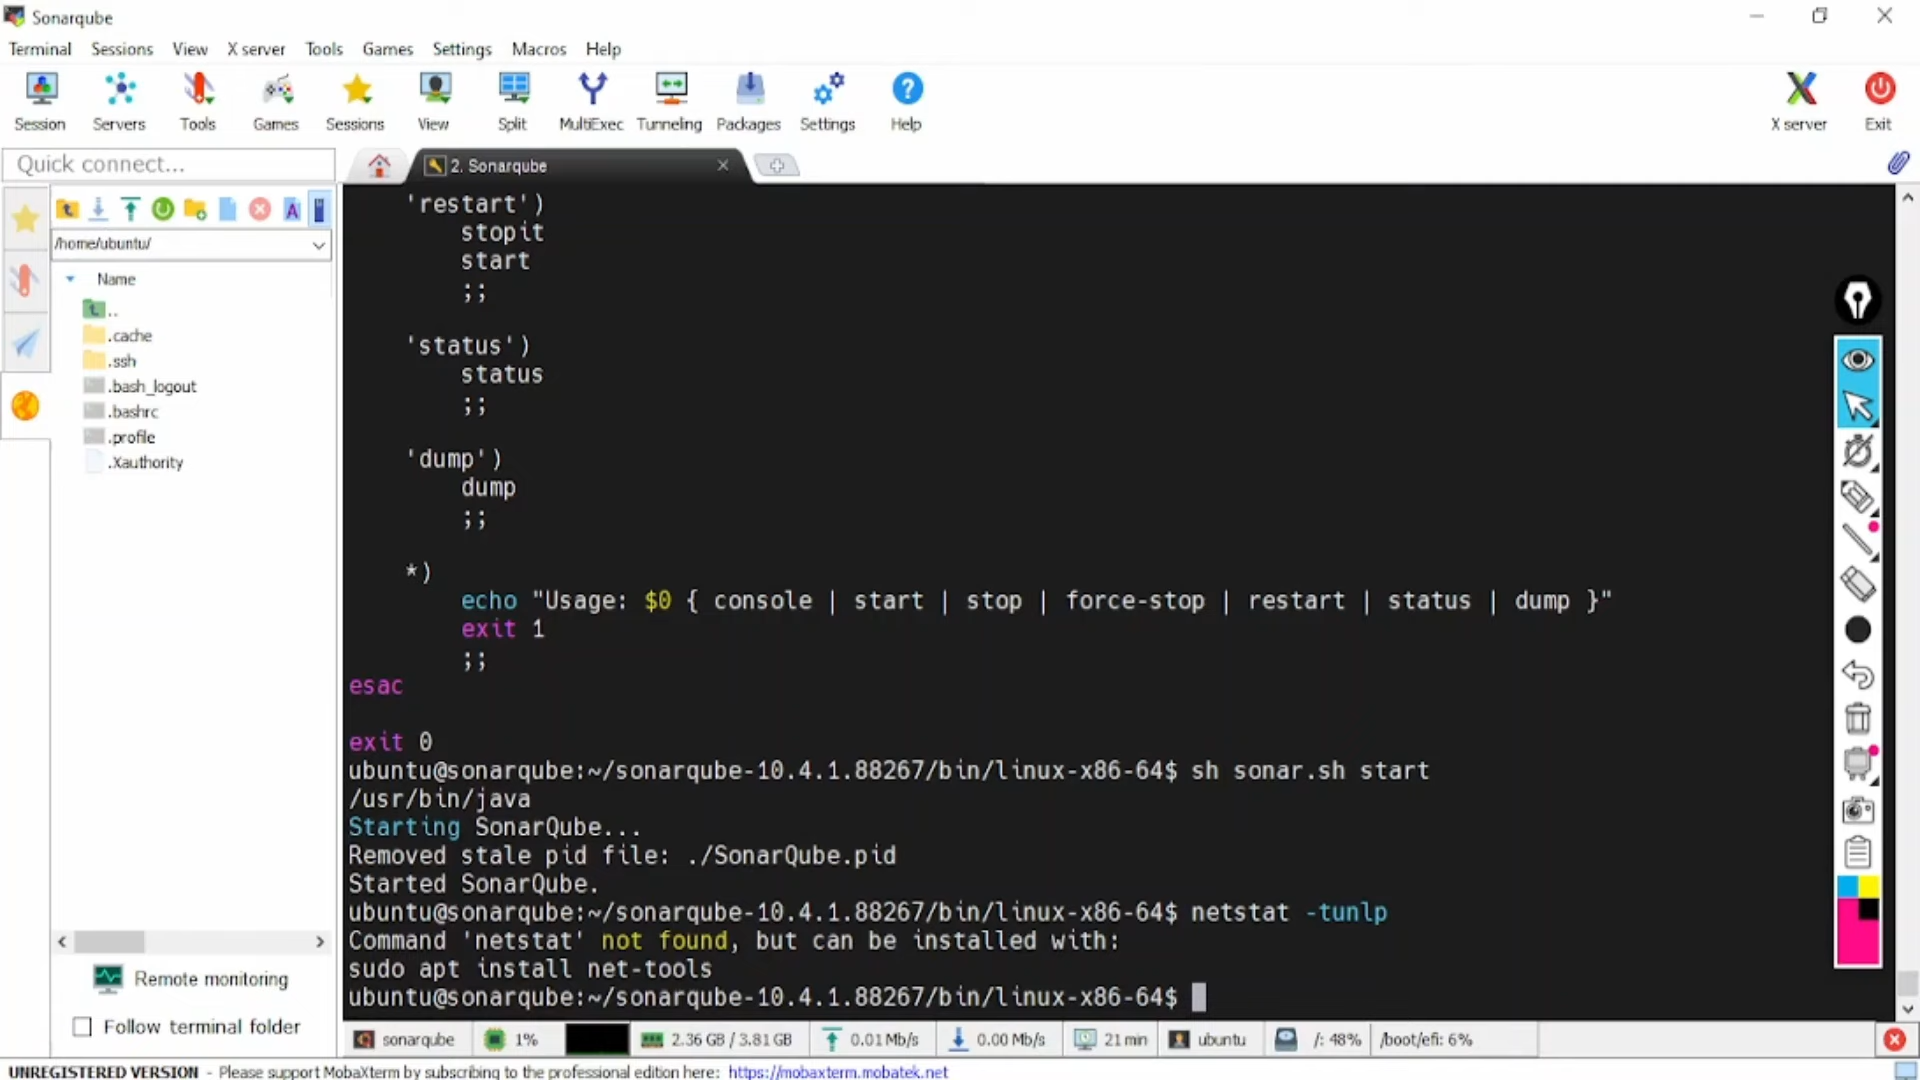 Sonarqube
Terminal Sessions View X server Tools Games Settings Macros Help
Session Servers Tools Games Sessions View Split MultiExec Tunneling Packages Settings Help X server Exit
Quick connect...
2. Sonarqube
/home/ubuntu/
Name
..
.cache
.ssh
.bash_logout
.bashrc
.profile
.Xauthority
Remote monitoring
Follow terminal folder
'restart')
stopit
start
;;
'status')
status
;;
'dump')
dump
;;
*)
echo "Usage: $0 { console | start | stop | force-stop | restart | status | dump }"
exit 1
;;
esac
exit 0
ubuntu@sonarqube:~/sonarqube-10.4.1.88267/bin/linux-x86-64$ sh sonar.sh start
/usr/bin/java
Starting SonarQube...
Removed stale pid file: ./SonarQube.pid
Started SonarQube.
ubuntu@sonarqube:~/sonarqube-10.4.1.88267/bin/linux-x86-64$ netstat -tunlp
Command 'netstat' not found, but can be installed with:
sudo apt install net-tools
ubuntu@sonarqube:~/sonarqube-10.4.1.88267/bin/linux-x86-64$
sonarqube 1% 2.36 GB / 3.81 GB 0.01 Mb/s 0.00 Mb/s 21 min ubuntu /: 48% /boot/efi: 6%
UNREGISTERED VERSION - Please support MobaXterm by subscribing to the professional edition here: https://mobaxterm.mobatek.net